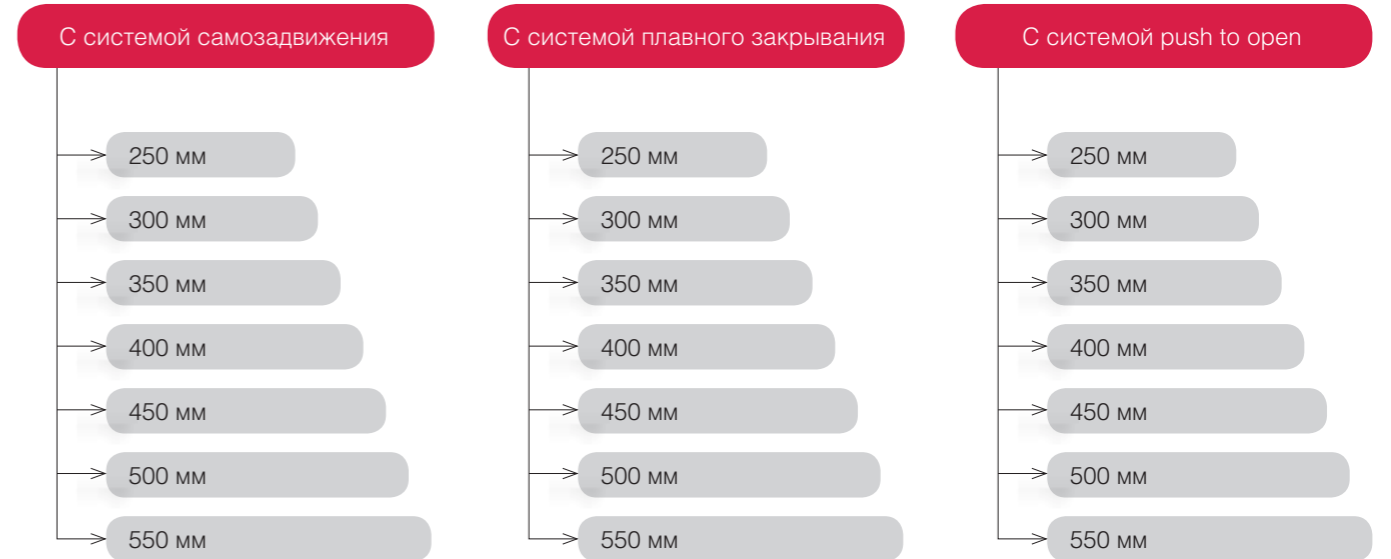 С системой самозадвижения
250 мм
300 мм
350 мм
400 мм
450 мм
500 мм
550 мм
С системой плавного закрывания
250 мм
300 мм
350 мм
400 мм
450 мм
500 мм
550 мм
С системой push to open
250 мм
300 мм
350 мм
400 мм
450 мм
500 мм
550 мм